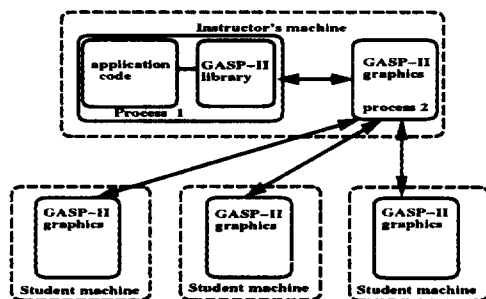 Instructor's machine
application
code
GASP-II
library
Process 1
GASP-II
graphics
process 2
GASP-II
graphics
Student machine
GASP-II
graphics
Student machine
GASP-II
graphics
Student machine